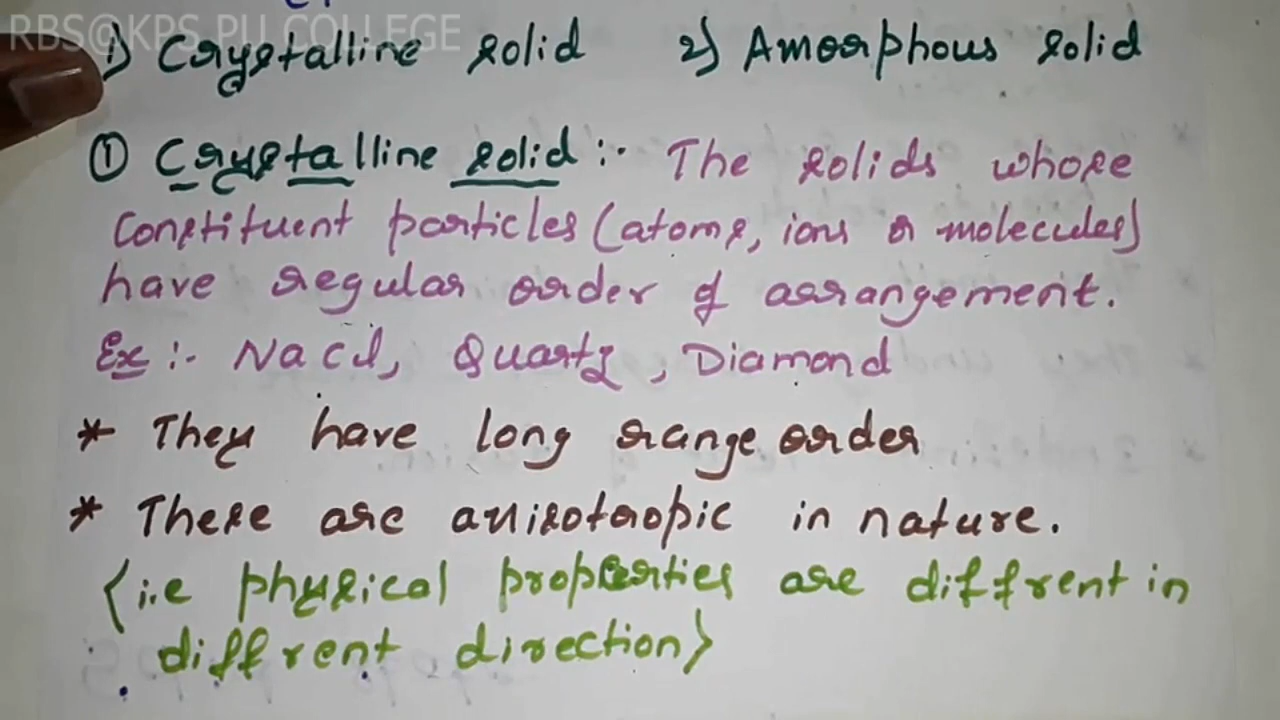 RBS@KPS PU COLLEGE
1) Crystalline solid 2) Amorphous solid
① Crystalline solid :- The solids whose
constituent particles (atoms, ions or molecules)
have regular order of arrangement.
Ex :- NaCl, Quartz, Diamond
* They have long range order
* These are anisotropic in nature.
(i.e physical properties are diffrent in
diffrent direction)